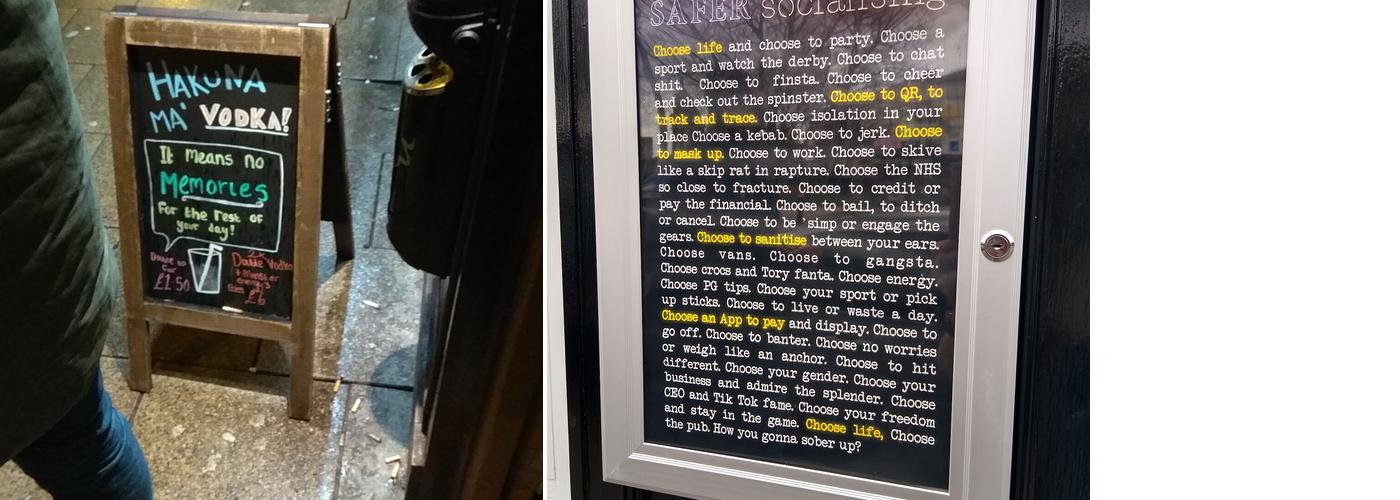 HAKUNA
MA' VODKA!
It means no
Memories
For the rest of
your day!
Double up
for
£1.50
2x
Double Vodka
+ Monster
energy's
£6
SAFER socialising
Choose life and choose to party. Choose a
sport and watch the derby. Choose to chat
shit. Choose to finsta. Choose to cheer
and check out the spinster. Choose to QR, to
track and trace. Choose isolation in your
place Choose a kebab. Choose to jerk. Choose
to mask up. Choose to work. Choose to skive
like a skip rat in rapture. Choose the NHS
so close to fracture. Choose to credit or
pay the financial. Choose to bail, to ditch
or cancel. Choose to be 'simp or engage the
gears. Choose to sanitise between your ears.
Choose vans. Choose to gangsta.
Choose crocs and Tory fanta. Choose energy.
Choose PG tips. Choose your sport or pick
up sticks. Choose to live or waste a day.
Choose an App to pay and display. Choose to
go off. Choose to banter. Choose no worries
or weigh like an anchor. Choose to hit
different. Choose your gender. Choose your
business and admire the splender. Choose
CEO and Tik Tok fame. Choose your freedom
and stay in the game. Choose life, Choose
the pub. How you gonna sober up?